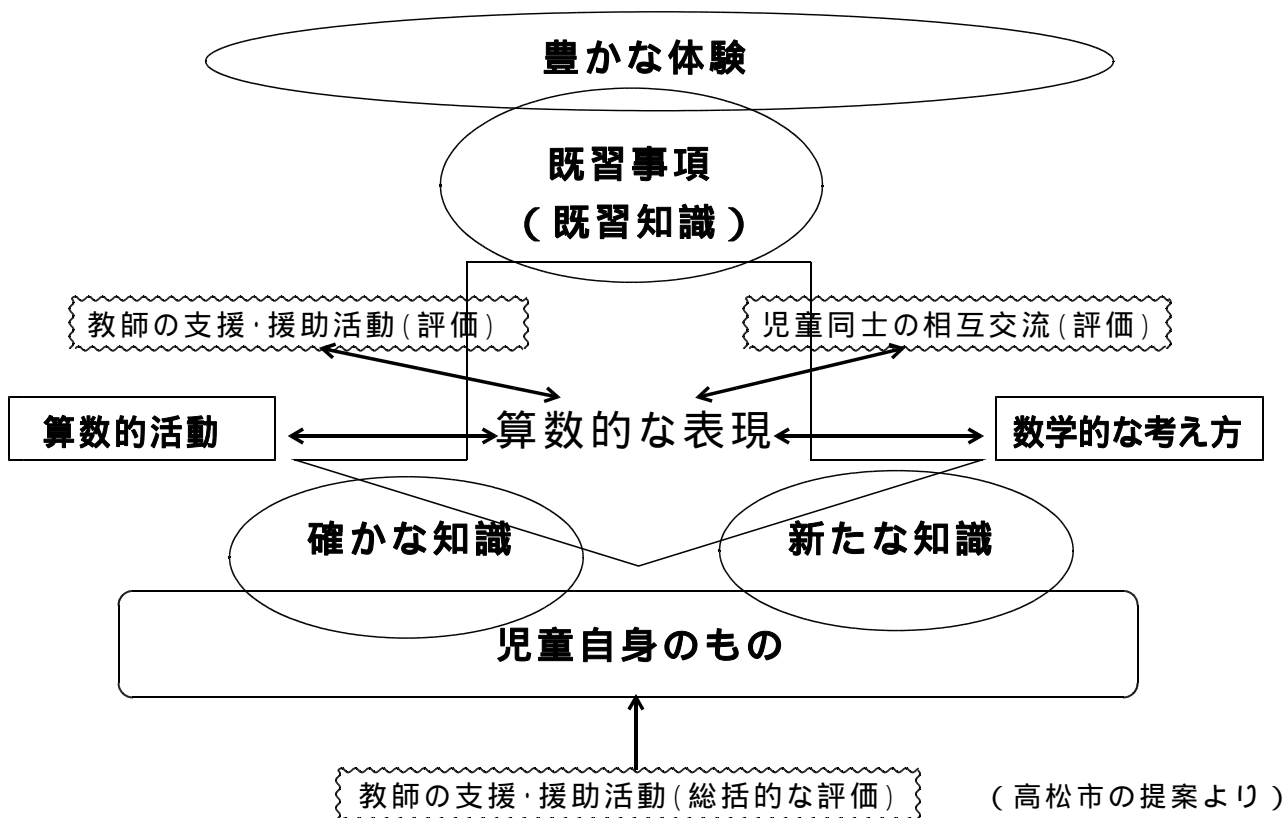 豊かな体験
既習事項
(既習知識)
教師の支援・援助活動(評価)
児童同士の相互交流(評価)
算数的活動
算数的な表現
数学的な考え方
確かな知識
新たな知識
児童自身のもの
教師の支援・援助活動(総括的な評価)
(高松市の提案より)